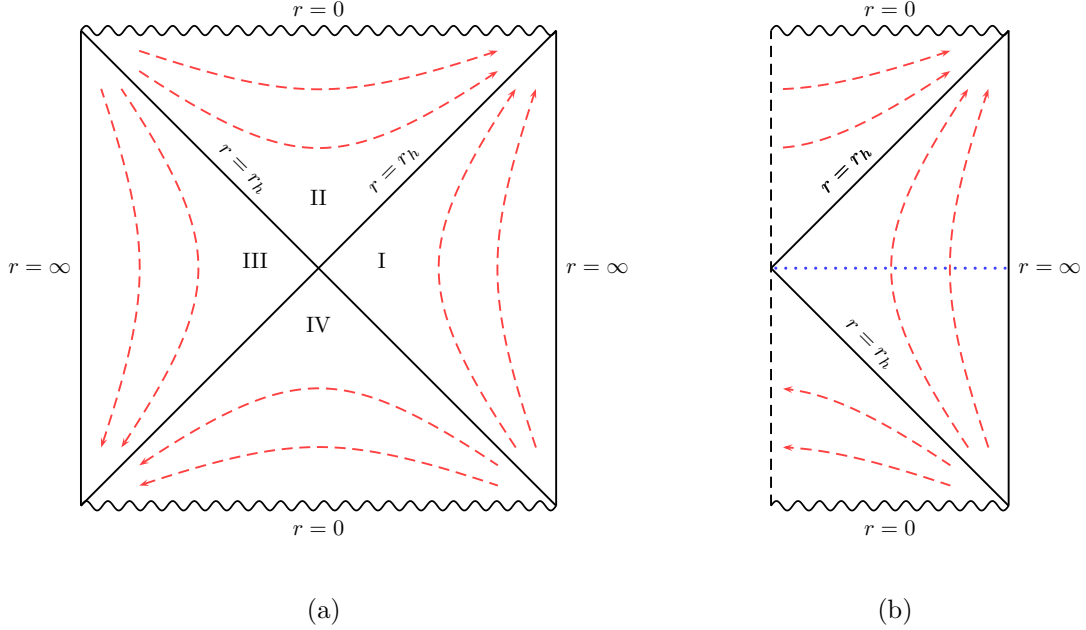 r = 0
r = 0
r = r_h
r = r_h
r = r_h
II
III
I
r = ∞
r = ∞
r = ∞
IV
r = r_h
r = 0
r = 0
(a)
(b)